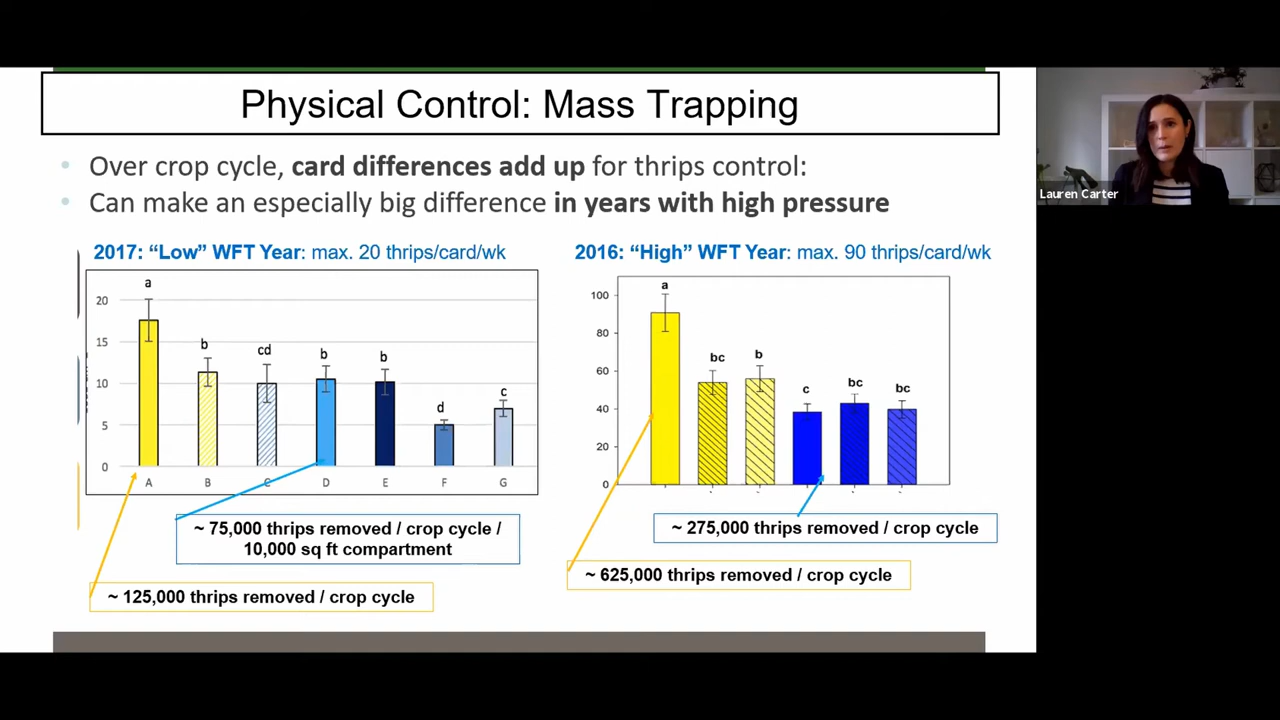 Physical Control: Mass Trapping
• Over crop cycle, card differences add up for thrips control:
• Can make an especially big difference in years with high pressure
2017: “Low” WFT Year: max. 20 thrips/card/wk
20
15
10
5
0
a
b
cd
b
b
d
c
A
B
C
D
E
F
G
~ 75,000 thrips removed / crop cycle /
10,000 sq ft compartment
~ 125,000 thrips removed / crop cycle
2016: “High” WFT Year: max. 90 thrips/card/wk
100
80
60
40
20
0
a
bc
b
c
bc
bc
~ 275,000 thrips removed / crop cycle
~ 625,000 thrips removed / crop cycle
Lauren Carter